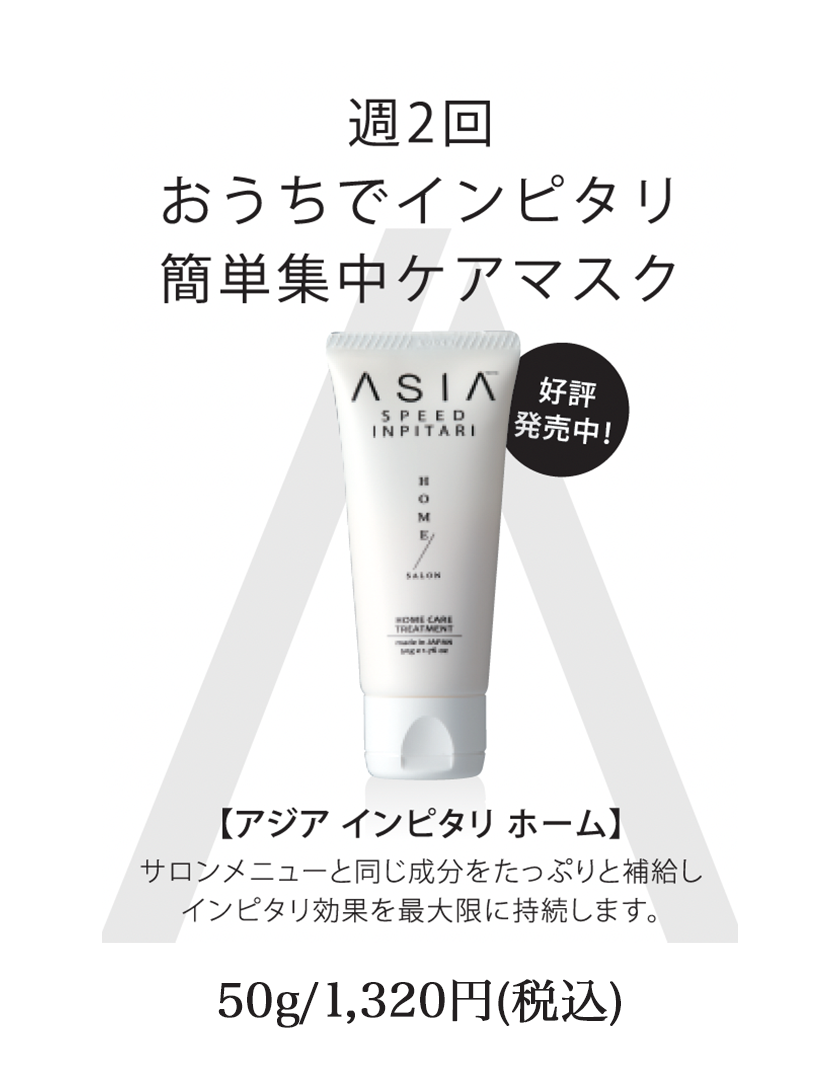 週2回
おうちでインピタリ
簡単集中ケアマスク
ASIA
SPEED
INPITARI
好評
発売中!
HOME/
SALON
HOME CARE
TREATMENT
made in JAPAN
50g e 1.76 oz
【アジア インピタリ ホーム】
サロンメニューと同じ成分をたっぷりと補給し
インピタリ効果を最大限に持続します。
50g/1,320円(税込)